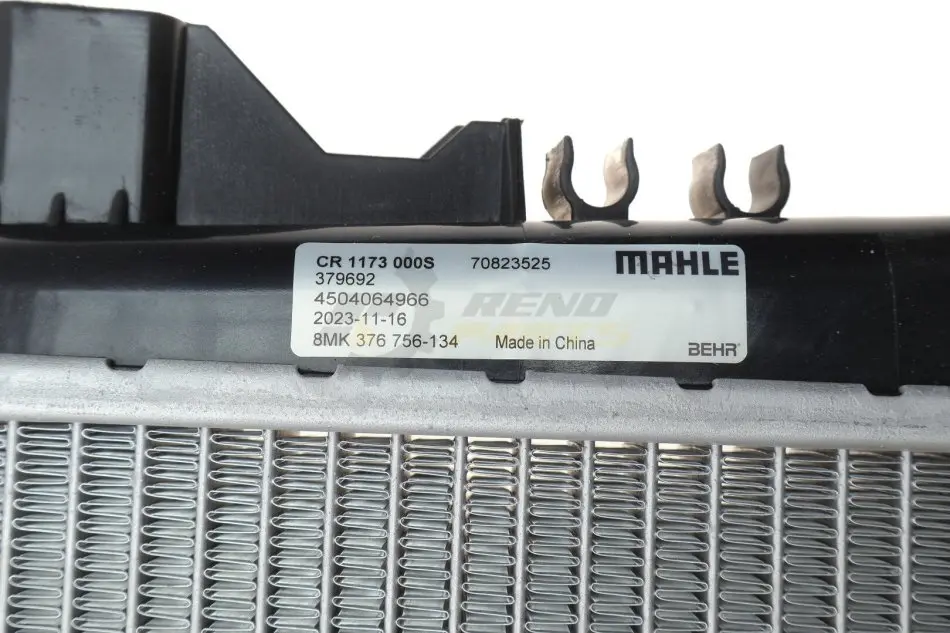 CR 1173 000S 70823525 MAHLE
379692
4504064966
2023-11-16
8MK 376 756-134 Made in China BEHR®
RENO
PARTS